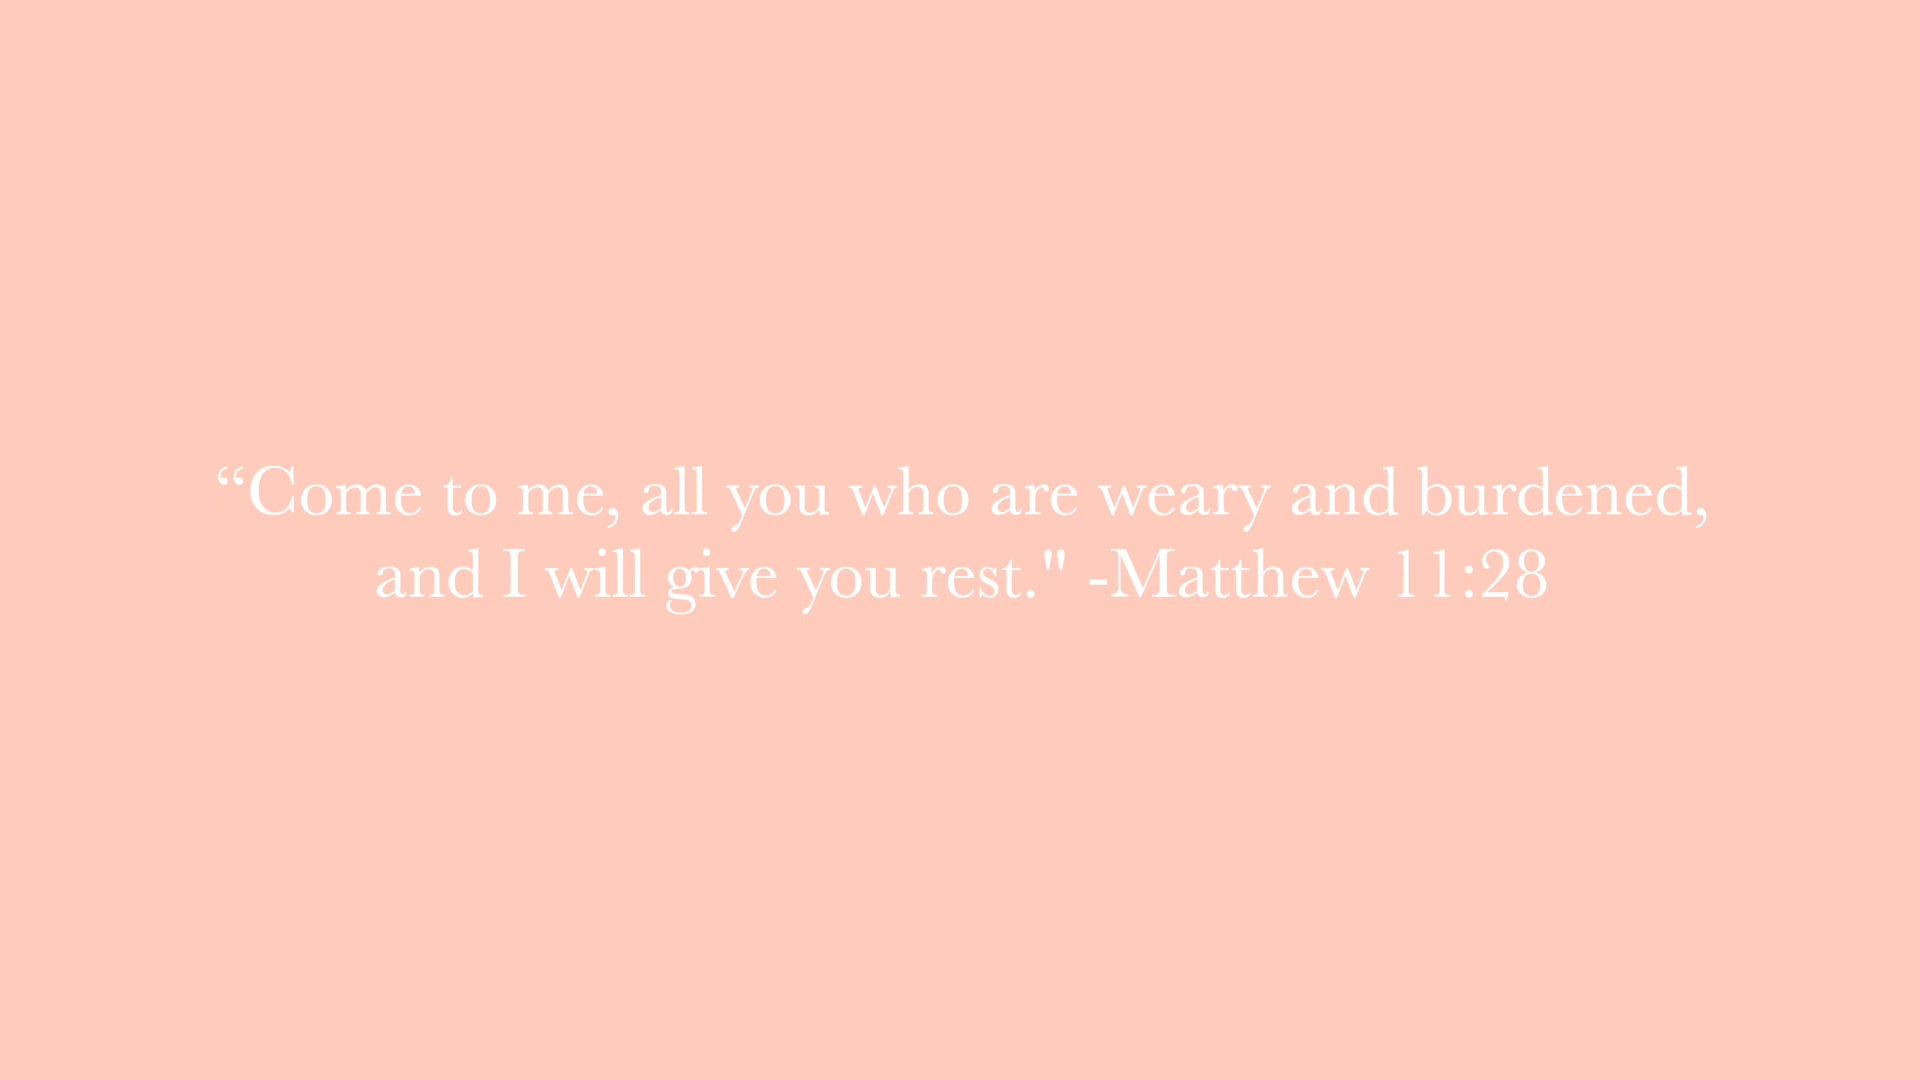 “Come to me, all you who are weary and burdened,
and I will give you rest." -Matthew 11:28